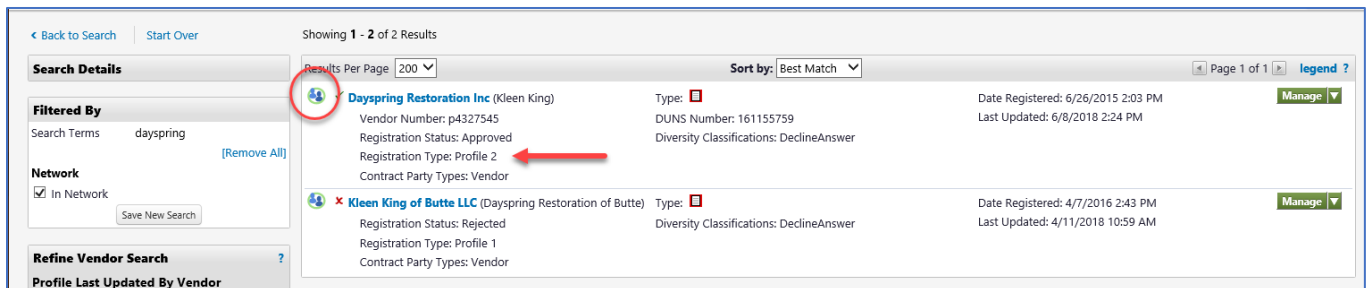 Back to Search Start Over Showing 1 - 2 of 2 Results
Search Details
Results Per Page 200 Sort by: Best Match Page 1 of 1 legend ?
Dayspring Restoration Inc (Kleen King) Type: Date Registered: 6/26/2015 2:03 PM Manage
Filtered By
Vendor Number: p4327545 DUNS Number: 161155759 Last Updated: 6/8/2018 2:24 PM
Search Terms dayspring
Registration Status: Approved Diversity Classifications: DeclineAnswer
[Remove All]
Registration Type: Profile 2
Network
Contract Party Types: Vendor
In Network
Kleen King of Butte LLC (Dayspring Restoration of Butte) Type: Date Registered: 4/7/2016 2:43 PM Manage
Save New Search
Registration Status: Rejected Diversity Classifications: DeclineAnswer Last Updated: 4/11/2018 10:59 AM
Registration Type: Profile 1
Refine Vendor Search ?
Contract Party Types: Vendor
Profile Last Updated By Vendor